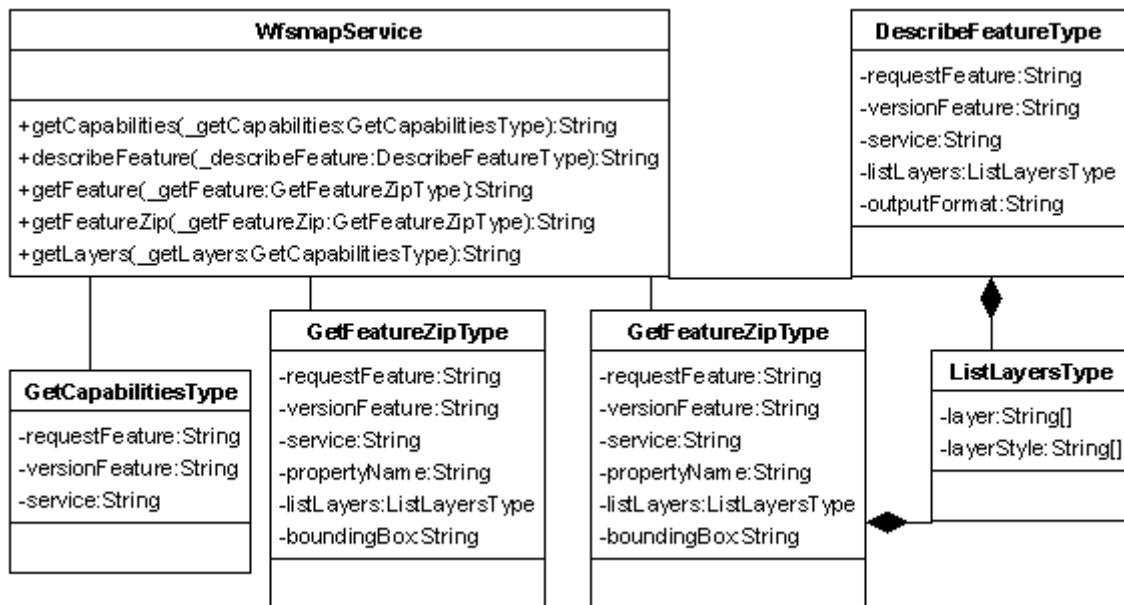 WfsmapService
+getCapabilities(_getCapabilities:GetCapabilitiesType):String
+describeFeature(_describeFeature:DescribeFeatureType):String
+getFeature(_getFeature:GetFeatureZipType):String
+getFeatureZip(_getFeatureZip:GetFeatureZipType):String
+getLayers(_getLayers:GetCapabilitiesType):String
DescribeFeatureType
-requestFeature:String
-versionFeature:String
-service:String
-listLayers:ListLayersType
-outputFormat:String
GetCapabilitiesType
-requestFeature:String
-versionFeature:String
-service:String
GetFeatureZipType
-requestFeature:String
-versionFeature:String
-service:String
-propertyName:String
-listLayers:ListLayersType
-boundingBox:String
GetFeatureZipType
-requestFeature:String
-versionFeature:String
-service:String
-propertyName:String
-listLayers:ListLayersType
-boundingBox:String
ListLayersType
-layer:String[]
-layerStyle:String[]